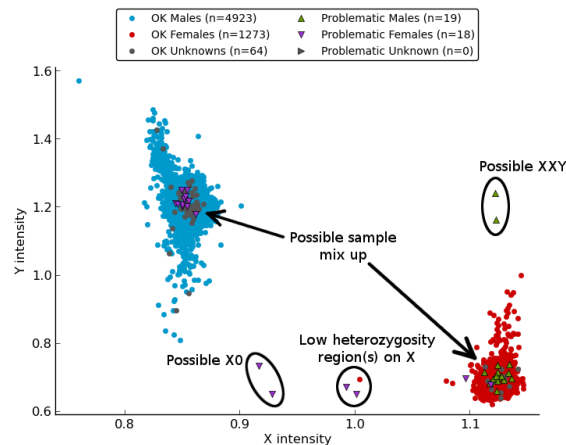 OK Males (n=4923)
OK Females (n=1273)
OK Unknowns (n=64)
Problematic Males (n=19)
Problematic Females (n=18)
Problematic Unknown (n=0)
1.6
1.4
1.2
1.0
0.8
0.6
Y intensity
Possible XXY
Possible sample
mix up
Possible X0
Low heterozygosity
region(s) on X
0.8
0.9
1.0
1.1
X intensity